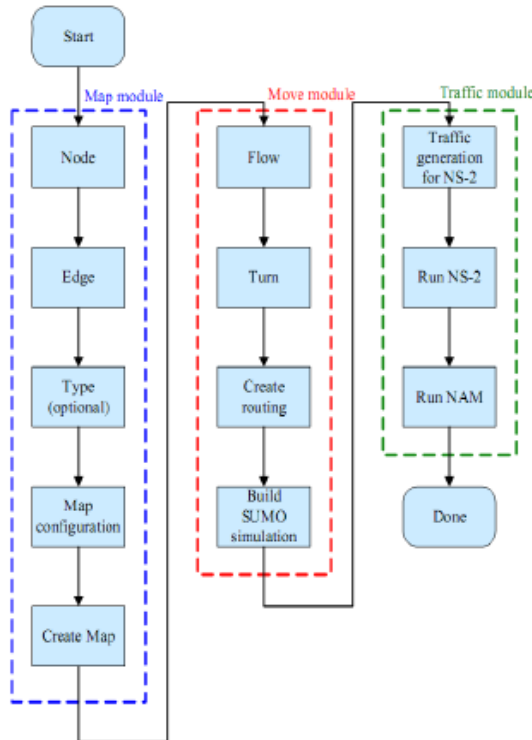 Start
Map module
Node
Edge
Type
(optional)
Map
configuration
Create Map
Move module
Flow
Turn
Create
routing
Build
SUMO
simulation
Traffic module
Traffic
generation
for NS-2
Run NS-2
Run NAM
Done